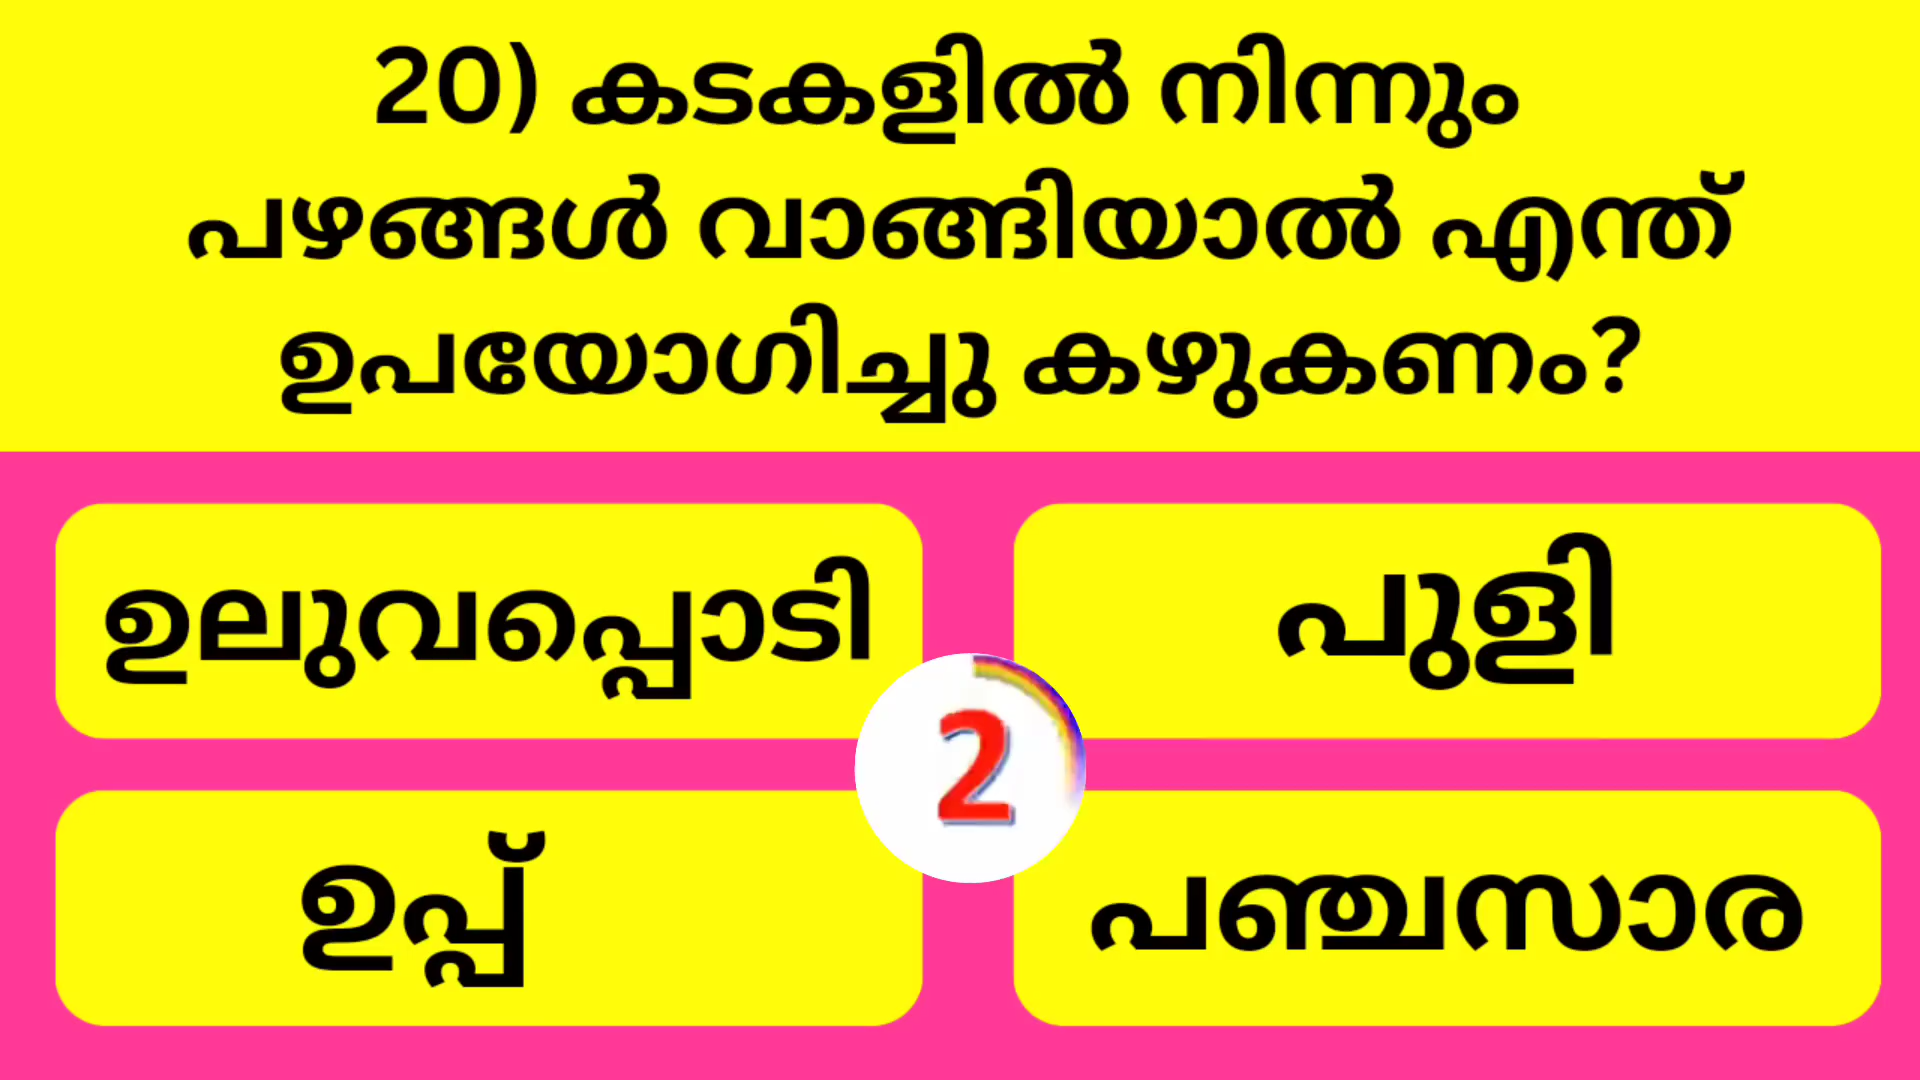 20) കടകളിൽ നിന്നും
പഴങ്ങൾ വാങ്ങിയാൽ എന്ത്
ഉപയോഗിച്ചു കഴുകണം?
ഉലുവപ്പൊടി
പുളി
2
ഉപ്പ്
പഞ്ചസാര